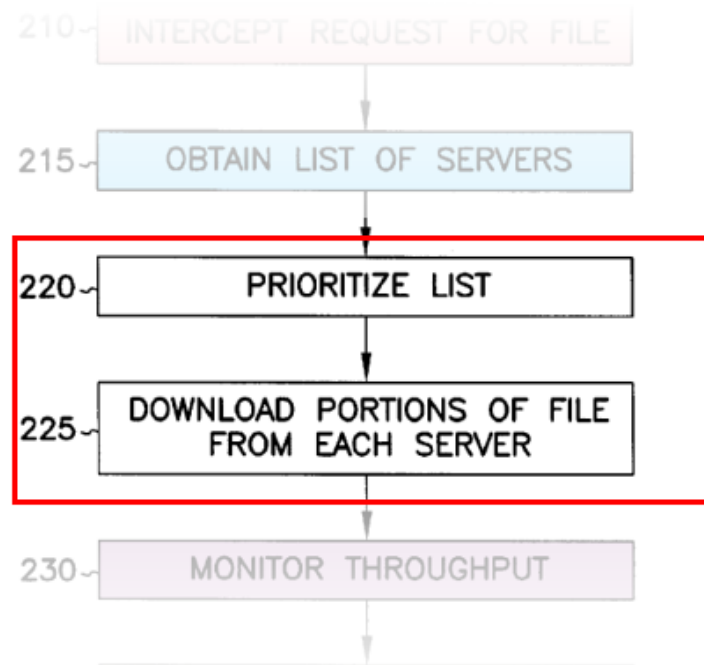 210 INTERCEPT REQUEST FOR FILE
215 OBTAIN LIST OF SERVERS
220 PRIORITIZE LIST
225 DOWNLOAD PORTIONS OF FILE
FROM EACH SERVER
230 MONITOR THROUGHPUT